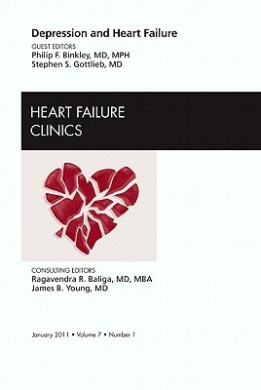 Depression and Heart Failure
GUEST EDITORS
Philip F. Binkley, MD, MPH
Stephen S. Gottlieb, MD
HEART FAILURE
CLINICS
CONSULTING EDITORS
Ragavendra R. Baliga, MD, MBA
James B. Young, MD
January 2011 • Volume 7 • Number 1